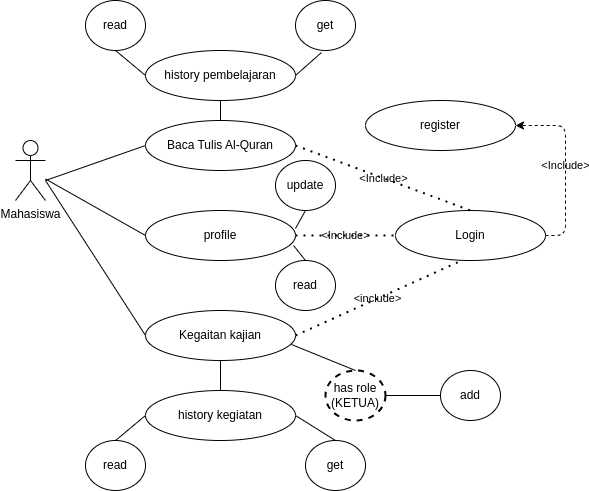 read
get
history pembelajaran
register
Baca Tulis Al-Quran
<Include>
<Include>
update
Mahasiswa
profile
<Include>
Login
read
<include>
Kegaitan kajian
has role
(KETUA)
add
history kegiatan
read
get